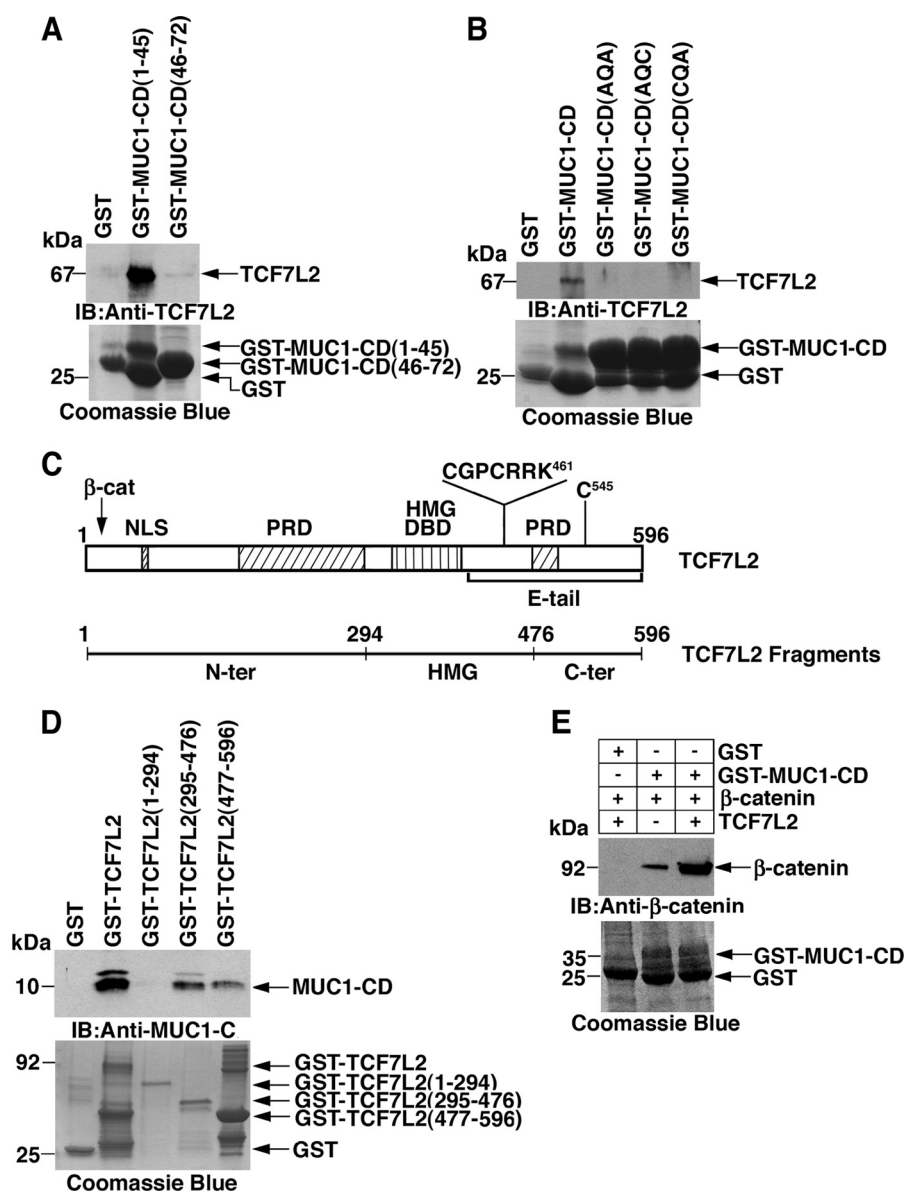 A
GST
GST-MUC1-CD(1-45)
GST-MUC1-CD(46-72)
kDa
67
TCF7L2
IB:Anti-TCF7L2
GST-MUC1-CD(1-45)
GST-MUC1-CD(46-72)
25
GST
Coomassie Blue
B
GST
GST-MUC1-CD
GST-MUC1-CD(AQA)
GST-MUC1-CD(AQC)
GST-MUC1-CD(CQA)
kDa
67
TCF7L2
IB:Anti-TCF7L2
GST-MUC1-CD
25
GST
Coomassie Blue
C
CGPCRRK461
C545
β-cat
HMG
1 NLS PRD DBD PRD 596
TCF7L2
E-tail
1 294 476 596
TCF7L2 Fragments
N-ter HMG C-ter
D
GST
GST-TCF7L2
GST-TCF7L2(1-294)
GST-TCF7L2(295-476)
GST-TCF7L2(477-596)
kDa
10
MUC1-CD
IB:Anti-MUC1-C
92
GST-TCF7L2
GST-TCF7L2(1-294)
GST-TCF7L2(295-476)
GST-TCF7L2(477-596)
25
GST
Coomassie Blue
E
+ - - GST
- + + GST-MUC1-CD
+ + + β-catenin
+ - + TCF7L2
kDa
92
β-catenin
IB:Anti-β-catenin
35
GST-MUC1-CD
25
GST
Coomassie Blue